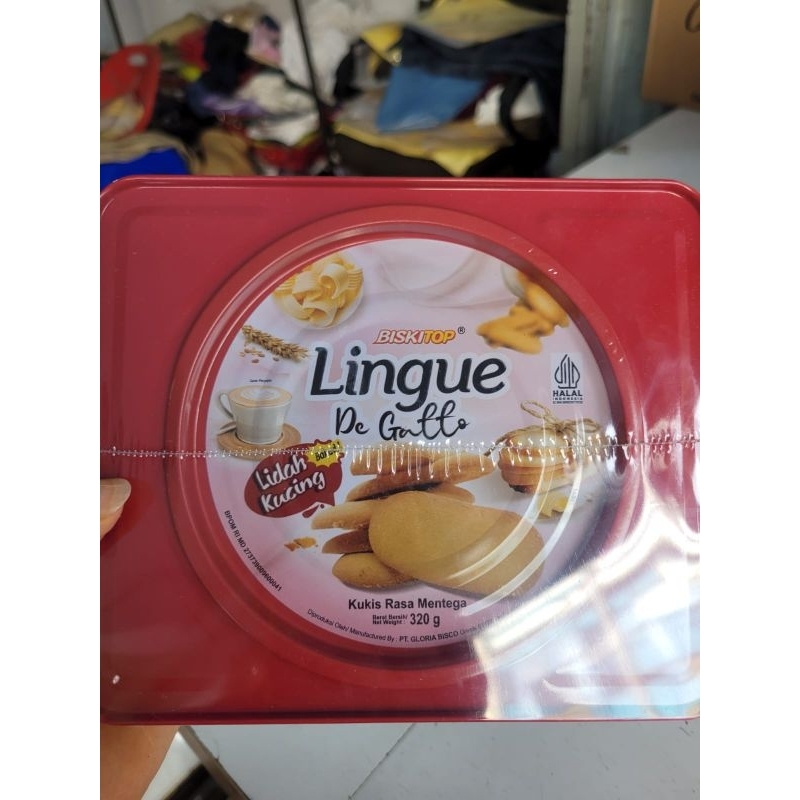 BISKITOP®
Lingue
De Gatto
HALAL
INDONESIA
Lidah
Kucing
Kukis Rasa Mentega
Berat Bersih/
Net Weight : 320 g
Diproduksi Oleh/ Manufactured By : PT. GLORIA BISCO